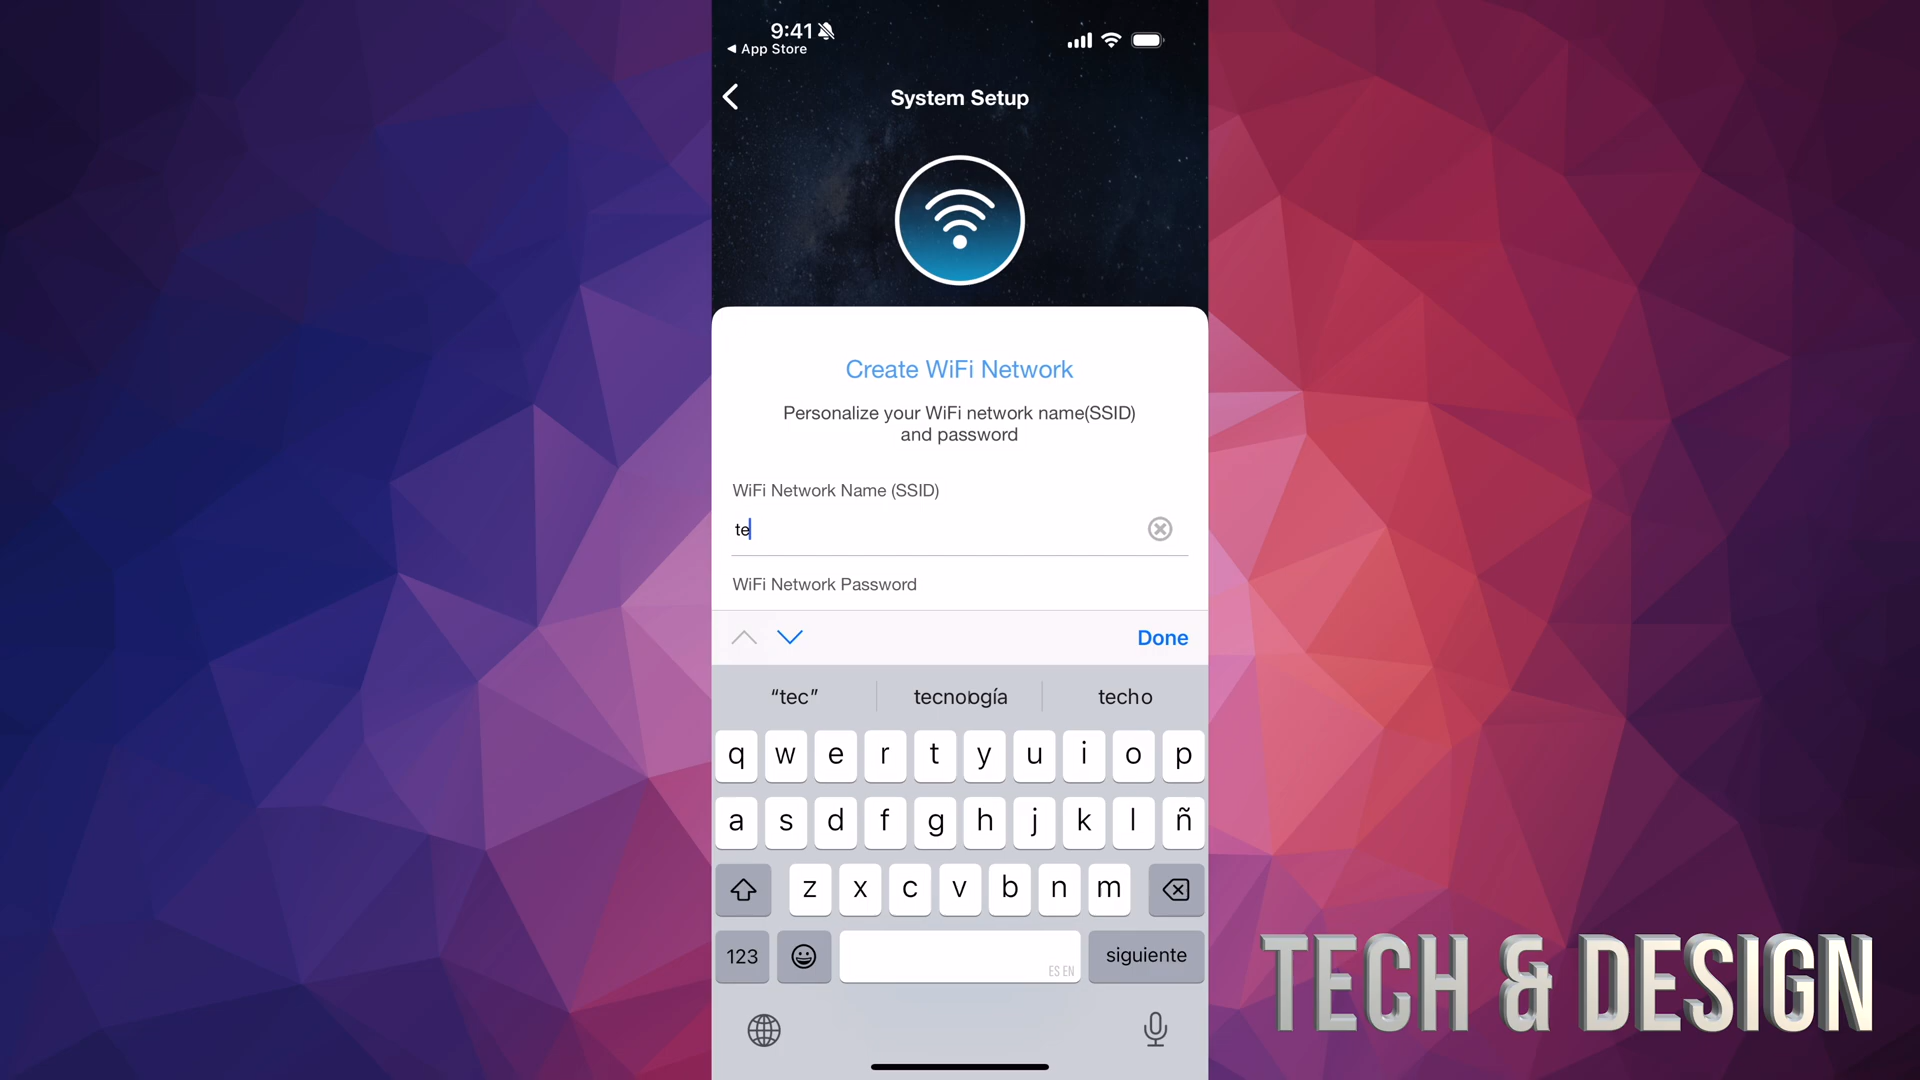 9:41
◀ App Store
System Setup
Create WiFi Network
Personalize your WiFi network name(SSID)
and password
WiFi Network Name (SSID)
te
WiFi Network Password
Done
“tec” tecnología techo
q w e r t y u i o p
a s d f g h j k l ñ
z x c v b n m
123 ES EN siguiente
TECH & DESIGN